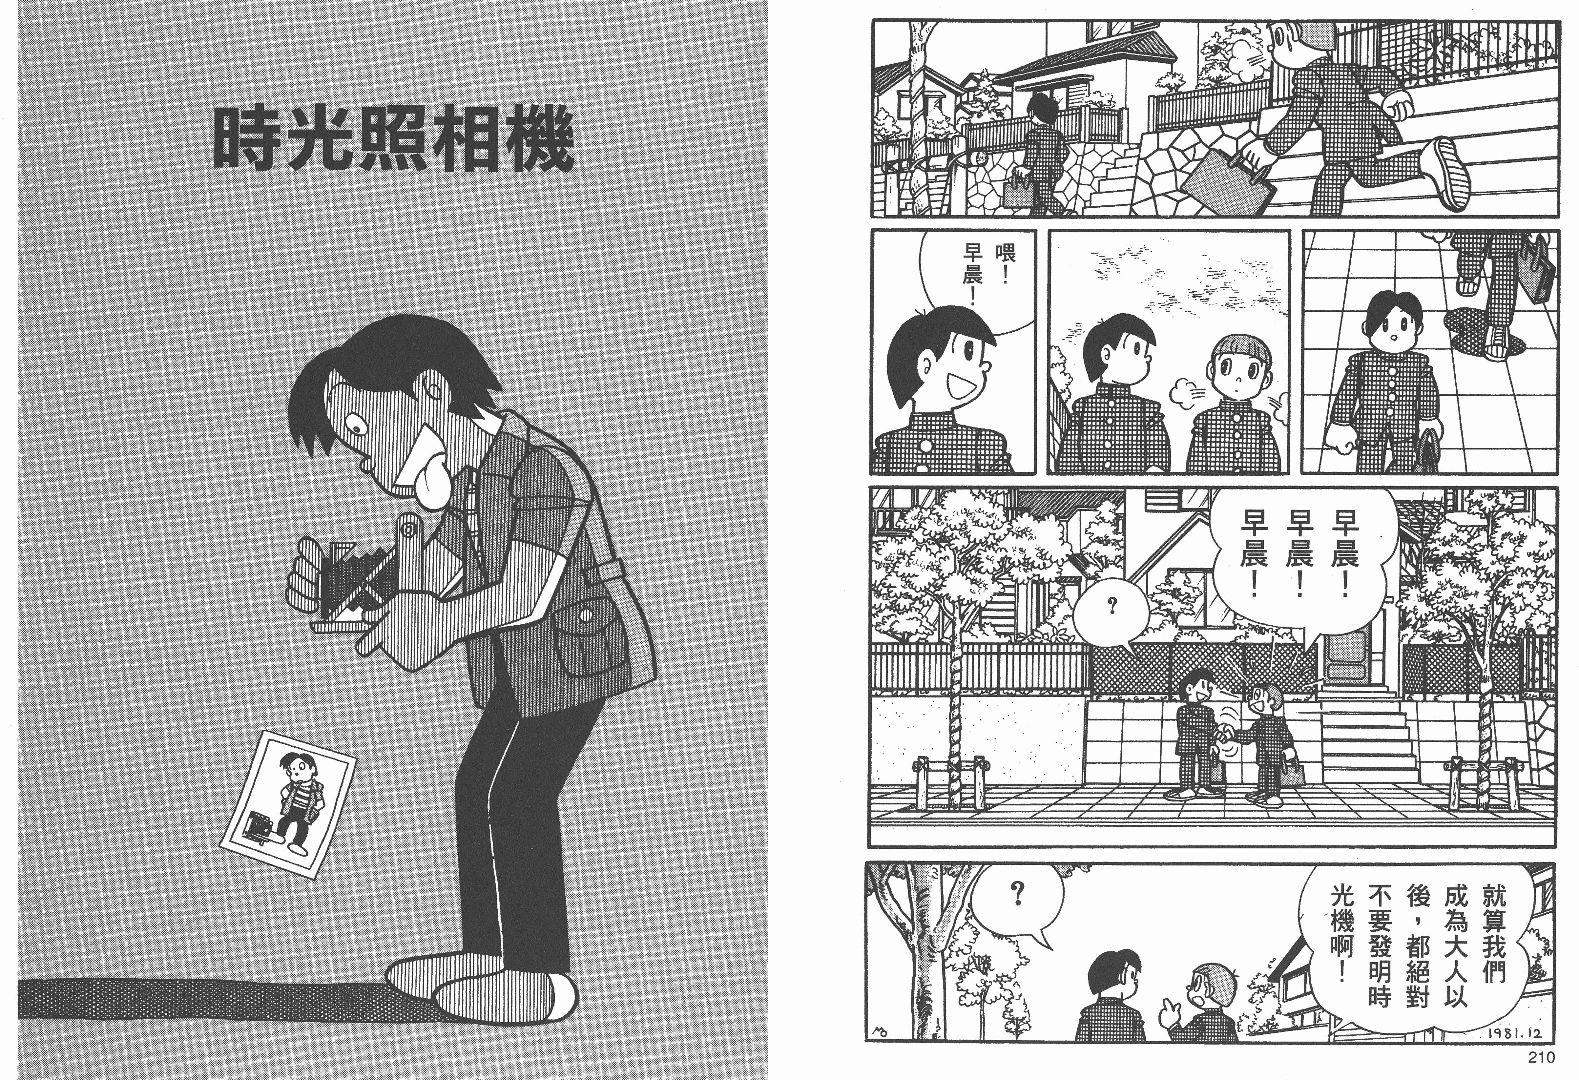 喂！
早晨！
早晨！
早晨！
早晨！
？
就算我們
成為大人以
後，都絕對
不要發明時
光機啊！
？
1981.12
210
時光照相機